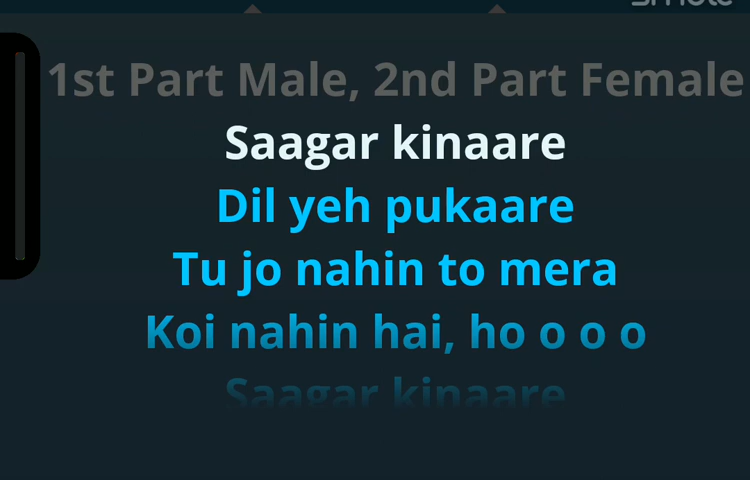 1st Part Male, 2nd Part Female
Saagar kinaare
Dil yeh pukaare
Tu jo nahin to mera
Koi nahin hai, ho o o o
Saagar kinaare